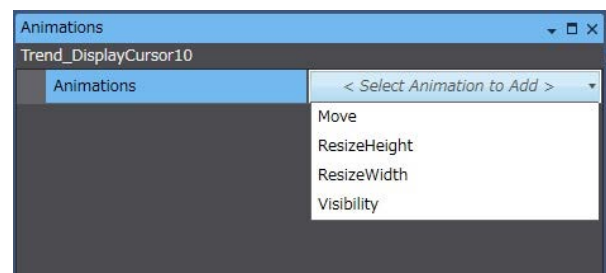 Animations
Trend_DisplayCursor10
Animations < Select Animation to Add >
Move
ResizeHeight
ResizeWidth
Visibility